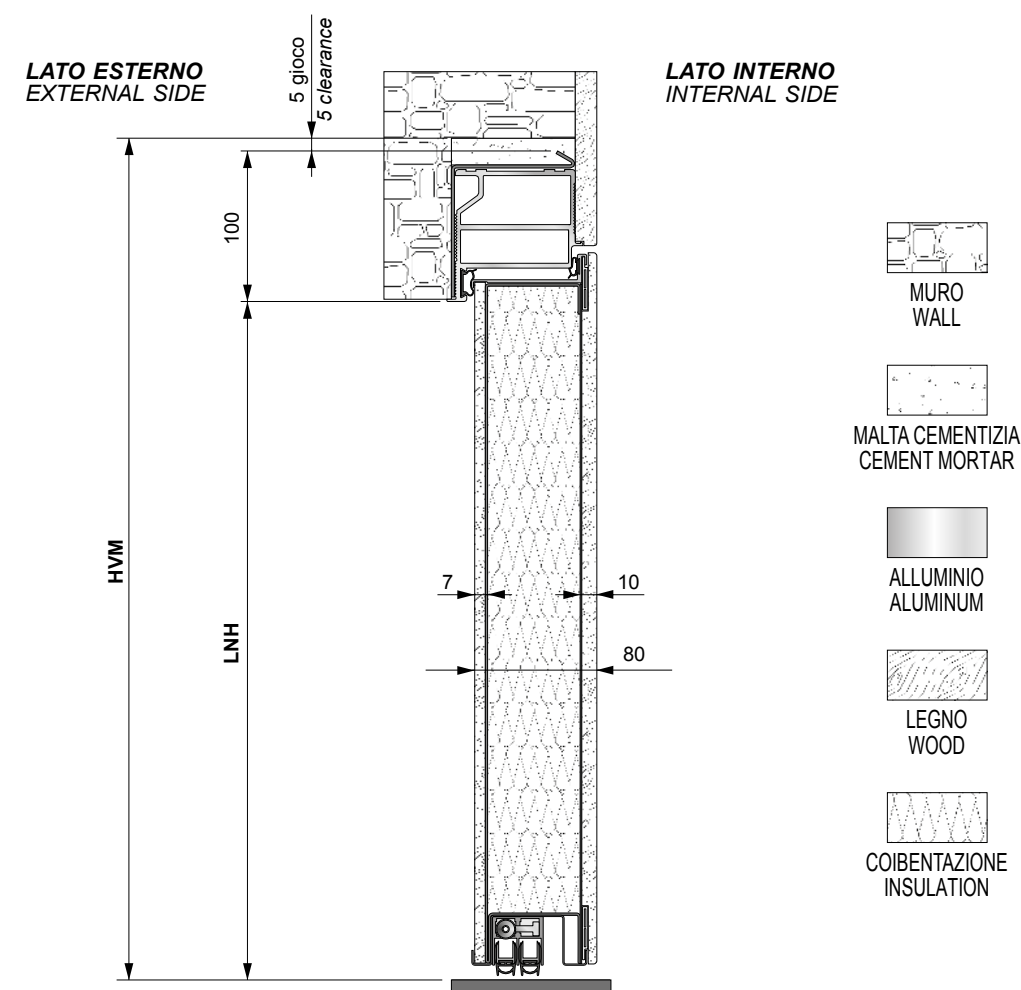 LATO ESTERNO
EXTERNAL SIDE
5 gioco
5 clearance
LATO INTERNO
INTERNAL SIDE
100
HVM
LNH
7
10
80
MURO
WALL
MALTA CEMENTIZIA
CEMENT MORTAR
ALLUMINIO
ALUMINUM
LEGNO
WOOD
COIBENTAZIONE
INSULATION